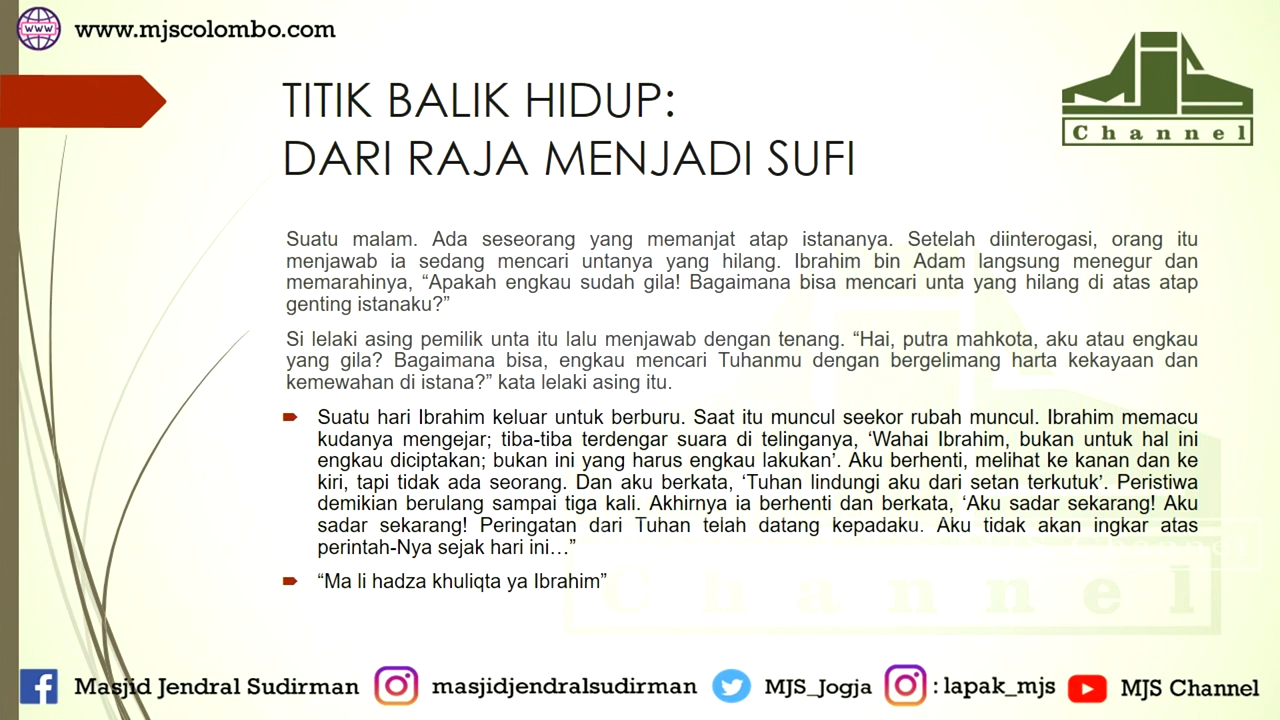 www.mjscolombo.com
MJS
Channel
TITIK BALIK HIDUP:
DARI RAJA MENJADI SUFI
Suatu malam. Ada seseorang yang memanjat atap istananya. Setelah diinterogasi, orang itu
menjawab ia sedang mencari untanya yang hilang. Ibrahim bin Adam langsung menegur dan
memarahinya, “Apakah engkau sudah gila! Bagaimana bisa mencari unta yang hilang di atas atap
genting istanaku?”
Si lelaki asing pemilik unta itu lalu menjawab dengan tenang. “Hai, putra mahkota, aku atau engkau
yang gila? Bagaimana bisa, engkau mencari Tuhanmu dengan bergelimang harta kekayaan dan
kemewahan di istana?” kata lelaki asing itu.
Suatu hari Ibrahim keluar untuk berburu. Saat itu muncul seekor rubah muncul. Ibrahim memacu
kudanya mengejar; tiba-tiba terdengar suara di telinganya, ‘Wahai Ibrahim, bukan untuk hal ini
engkau diciptakan; bukan ini yang harus engkau lakukan’. Aku berhenti, melihat ke kanan dan ke
kiri, tapi tidak ada seorang. Dan aku berkata, ‘Tuhan lindungi aku dari setan terkutuk’. Peristiwa
demikian berulang sampai tiga kali. Akhirnya ia berhenti dan berkata, ‘Aku sadar sekarang! Aku
sadar sekarang! Peringatan dari Tuhan telah datang kepadaku. Aku tidak akan ingkar atas
perintah-Nya sejak hari ini…”
“Ma li hadza khuliqta ya Ibrahim”
Channel
Masjid Jendral Sudirman masjidjendralsudirman MJS_Jogja : lapak_mjs MJS Channel